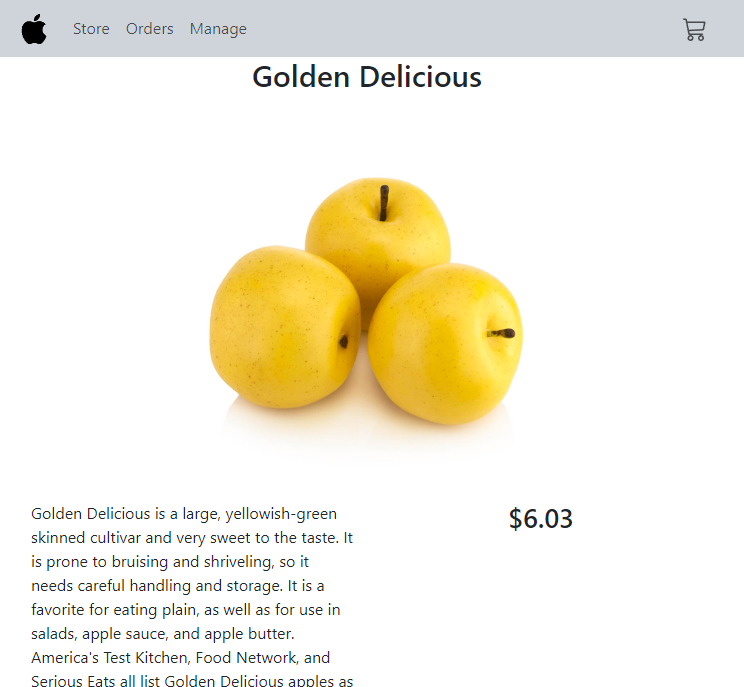 Store Orders Manage
Golden Delicious
Golden Delicious is a large, yellowish-green
skinned cultivar and very sweet to the taste. It
is prone to bruising and shriveling, so it
needs careful handling and storage. It is a
favorite for eating plain, as well as for use in
salads, apple sauce, and apple butter.
America's Test Kitchen, Food Network, and
Serious Eats all list Golden Delicious apples as
$6.03